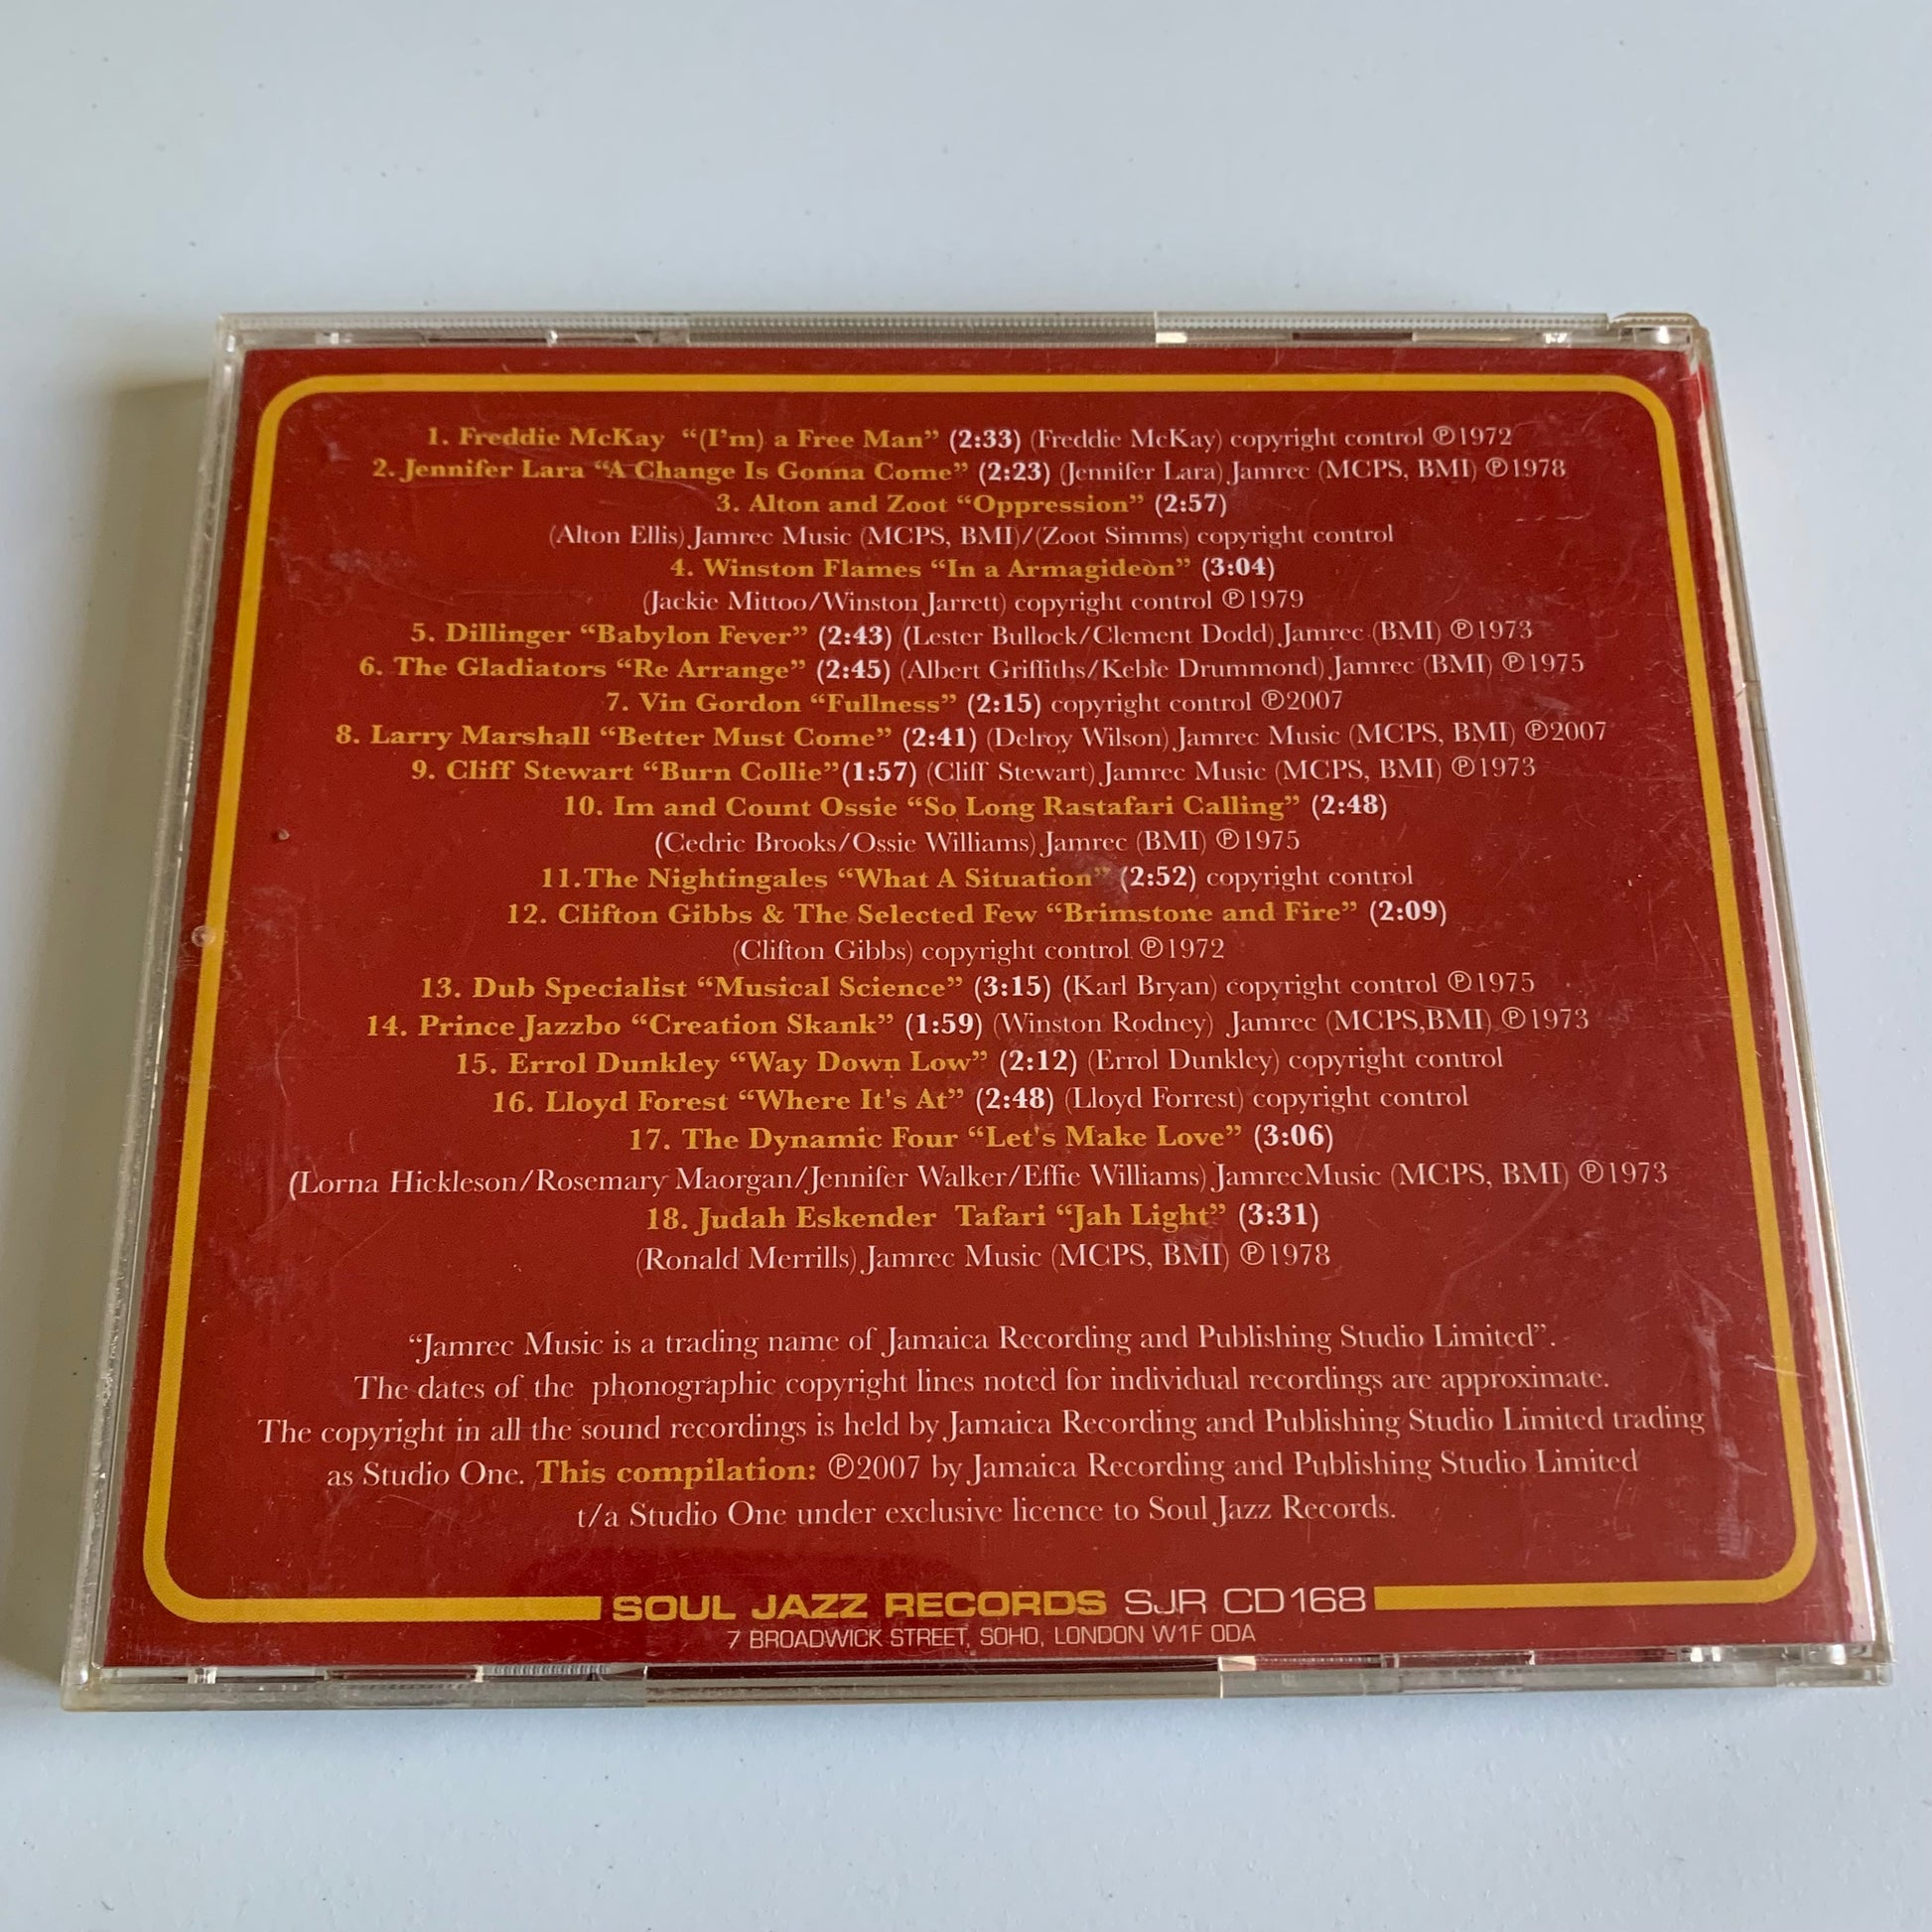 1. Freddie McKay “(I’m) a Free Man” (2:33) (Freddie McKay) copyright control ℗1972
2. Jennifer Lara “A Change Is Gonna Come” (2:23) (Jennifer Lara) Jamrec (MCPS, BMI) ℗1978
3. Alton and Zoot “Oppression” (2:57)
(Alton Ellis) Jamrec Music (MCPS, BMI)/(Zoot Simms) copyright control
4. Winston Flames “In a Armagideon” (3:04)
(Jackie Mittoo/Winston Jarrett) copyright control ℗1979
5. Dillinger “Babylon Fever” (2:43) (Lester Bullock/Clement Dodd) Jamrec (BMI) ℗1973
6. The Gladiators “Re Arrange” (2:45) (Albert Griffiths/Keble Drummond) Jamrec (BMI) ℗1975
7. Vin Gordon “Fullness” (2:15) copyright control ℗2007
8. Larry Marshall “Better Must Come” (2:41) (Delroy Wilson) Jamrec Music (MCPS, BMI) ℗2007
9. Cliff Stewart “Burn Collie”(1:57) (Cliff Stewart) Jamrec Music (MCPS, BMI) ℗1973
10. Im and Count Ossie “So Long Rastafari Calling” (2:48)
(Cedric Brooks/Ossie Williams) Jamrec (BMI) ℗1975
11.The Nightingales “What A Situation” (2:52) copyright control
12. Clifton Gibbs & The Selected Few “Brimstone and Fire” (2:09)
(Clifton Gibbs) copyright control ℗1972
13. Dub Specialist “Musical Science” (3:15) (Karl Bryan) copyright control ℗1975
14. Prince Jazzbo “Creation Skank” (1:59) (Winston Rodney) Jamrec (MCPS,BMI) ℗1973
15. Errol Dunkley “Way Down Low” (2:12) (Errol Dunkley) copyright control
16. Lloyd Forest “Where It's At” (2:48) (Lloyd Forrest) copyright control
17. The Dynamic Four “Let's Make Love” (3:06)
(Lorna Hickleson/Rosemary Maorgan/Jennifer Walker/Effie Williams) JamrecMusic (MCPS, BMI) ℗1973
18. Judah Eskender Tafari “Jah Light” (3:31)
(Ronald Merrills) Jamrec Music (MCPS, BMI) ℗1978
“Jamrec Music is a trading name of Jamaica Recording and Publishing Studio Limited”.
The dates of the phonographic copyright lines noted for individual recordings are approximate.
The copyright in all the sound recordings is held by Jamaica Recording and Publishing Studio Limited trading
as Studio One. This compilation: ℗2007 by Jamaica Recording and Publishing Studio Limited
t/a Studio One under exclusive licence to Soul Jazz Records.
SOUL JAZZ RECORDS SJR CD168
7 BROADWICK STREET, SOHO, LONDON W1F 0DA